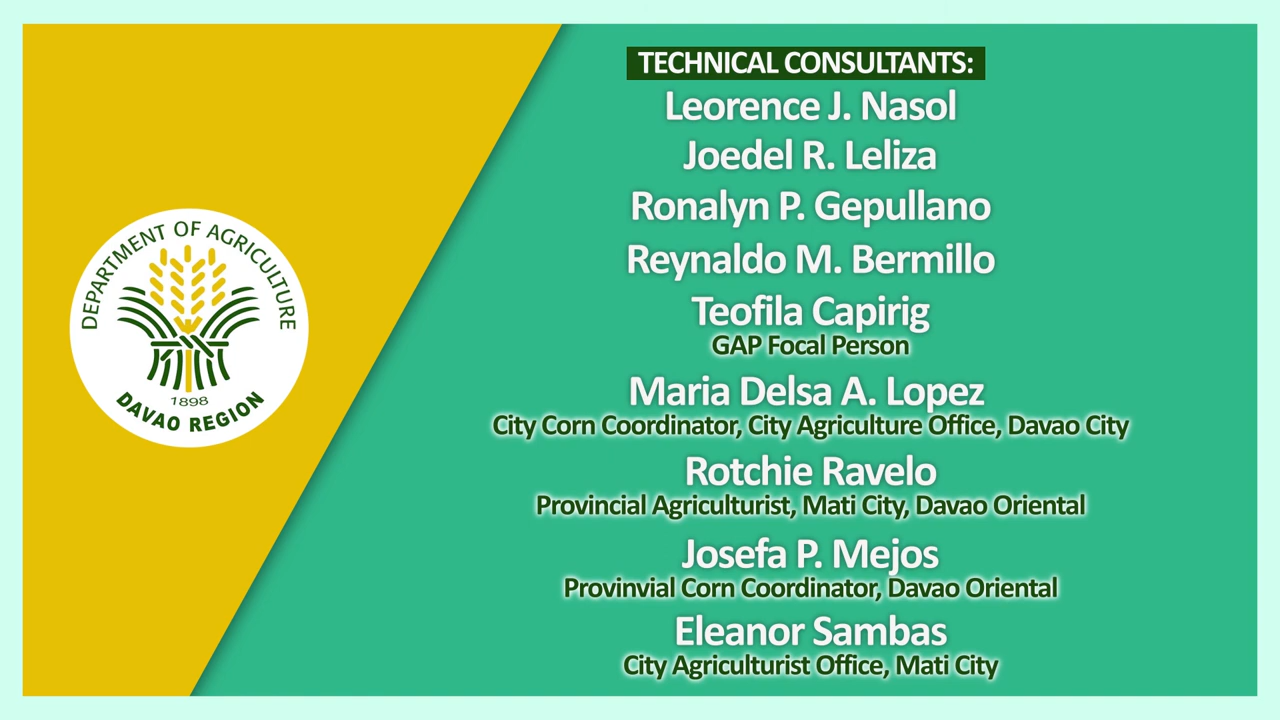 DEPARTMENT OF AGRICULTURE
1898
DAVAO REGION
TECHNICAL CONSULTANTS:
Leorence J. Nasol
Joedel R. Leliza
Ronalyn P. Gepullano
Reynaldo M. Bermillo
Teofila Capirig
GAP Focal Person
Maria Delsa A. Lopez
City Corn Coordinator, City Agriculture Office, Davao City
Rotchie Ravelo
Provincial Agriculturist, Mati City, Davao Oriental
Josefa P. Mejos
Provinvial Corn Coordinator, Davao Oriental
Eleanor Sambas
City Agriculturist Office, Mati City